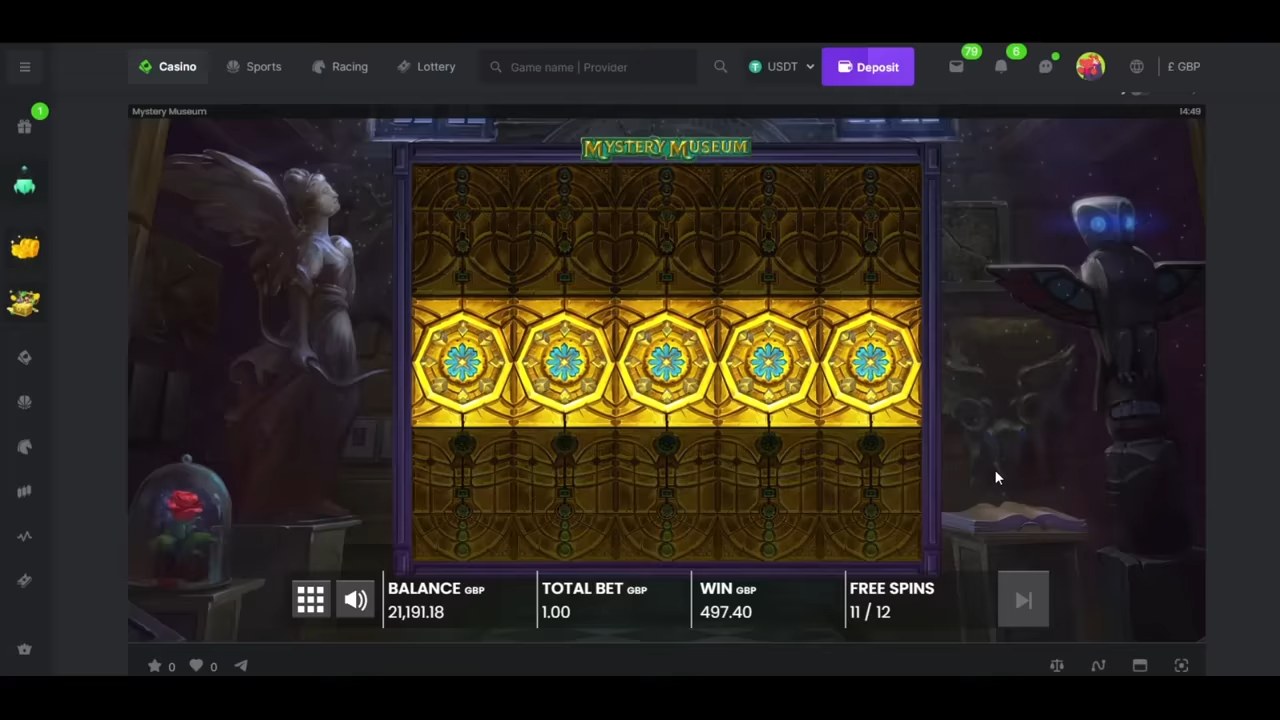 79
6
Casino
Sports
Racing
Lottery
Game name | Provider
USDT
Deposit
£ GBP
1
Mystery Museum
14:49
MYSTERY MUSEUM
BALANCE GBP
TOTAL BET GBP
WIN GBP
FREE SPINS
21,191.18
1.00
497.40
11 / 12
0
0